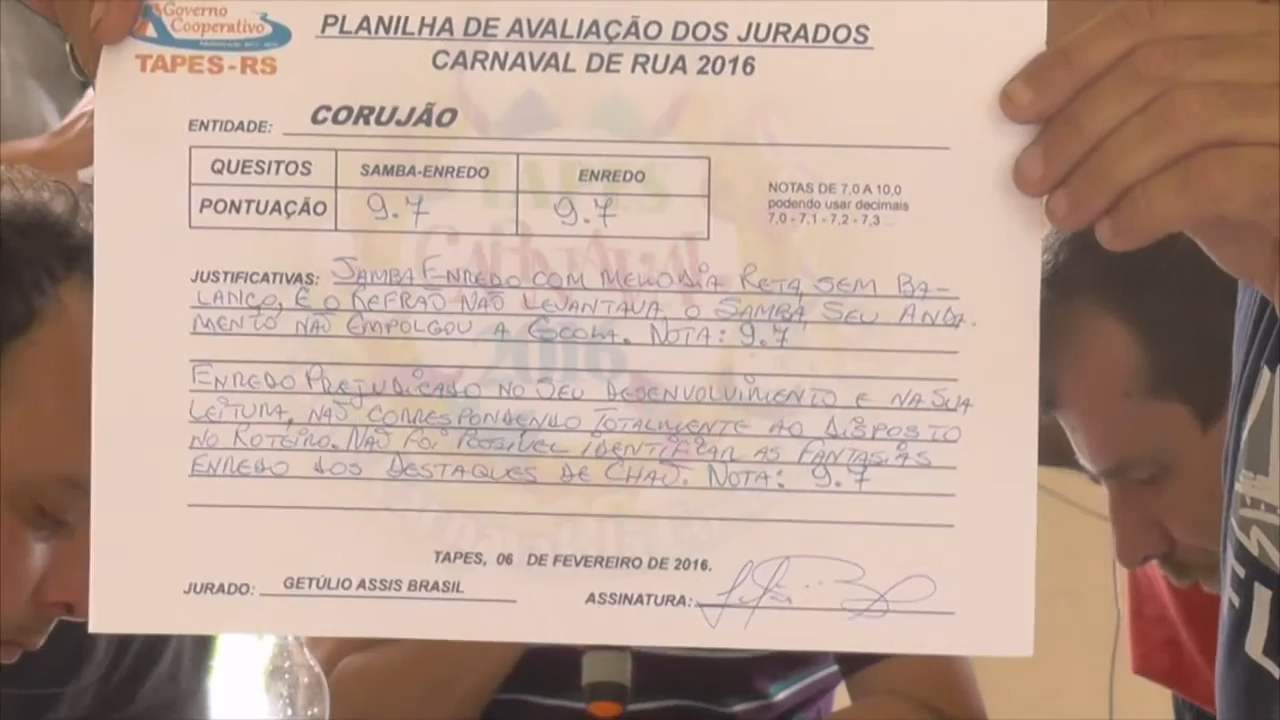 Governo
Cooperativo
TAPES-RS
PLANILHA DE AVALIAÇÃO DOS JURADOS
CARNAVAL DE RUA 2016
ENTIDADE: CORUJÃO
QUESITOS SAMBA-ENREDO ENREDO
PONTUAÇÃO 9.7 9.7
NOTAS DE 7,0 A 10,0
podendo usar decimais
7,0 - 7,1 - 7,2 - 7,3 ...
JUSTIFICATIVAS: SAMBA ENREDO COM MELODIA RETA, SEM BA-
LANÇO, E O REFRÃO NÃO LEVANTAVA O SAMBA, SEU ANDA-
MENTO NÃO EMPOLGOU A ESCOLA. NOTA: 9.7
ENREDO PREJUDICADO NO SEU DESENVOLVIMENTO E NA SUA
LEITURA, NÃO CORRESPONDENDO TOTALMENTE AO DISPOSTO
NO ROTEIRO. NÃO FOI POSSÍVEL IDENTIFICAR AS FANTASIAS
ENREDO DOS DESTAQUES DE CHÃO. NOTA: 9.7
TAPES, 06 DE FEVEREIRO DE 2016.
JURADO: GETÚLIO ASSIS BRASIL
ASSINATURA: